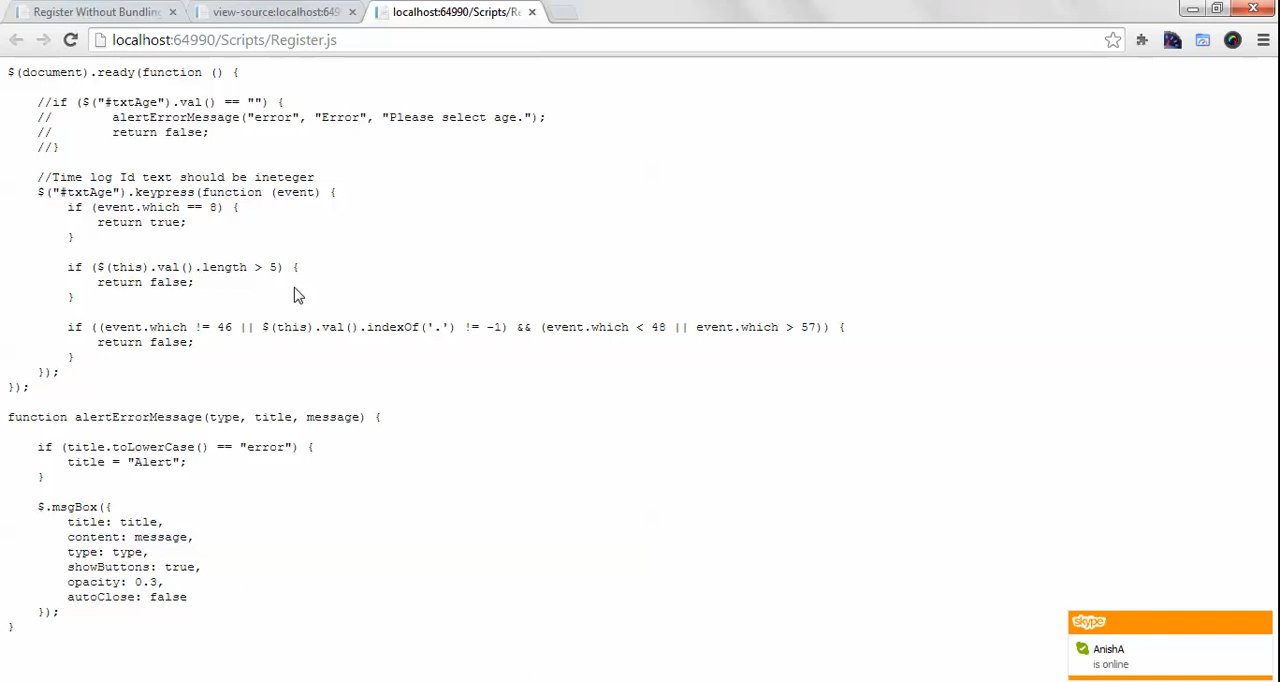 Register Without Bundlin
view-source:localhost:649
localhost:64990/Scripts/Re
localhost:64990/Scripts/Register.js
$(document).ready(function () {
//if ($("#txtAge").val() == "") {
// alertErrorMessage("error", "Error", "Please select age.");
// return false;
//}
//Time log Id text should be ineteger
$("#txtAge").keypress(function (event) {
if (event.which == 8) {
return true;
}
if ($(this).val().length > 5) {
return false;
}
if ((event.which != 46 || $(this).val().indexOf('.') != -1) && (event.which < 48 || event.which > 57)) {
return false;
}
});
});
function alertErrorMessage(type, title, message) {
if (title.toLowerCase() == "error") {
title = "Alert";
}
$.msgBox({
title: title,
content: message,
type: type,
showButtons: true,
opacity: 0.3,
autoClose: false
});
}
skype
AnishA
is online